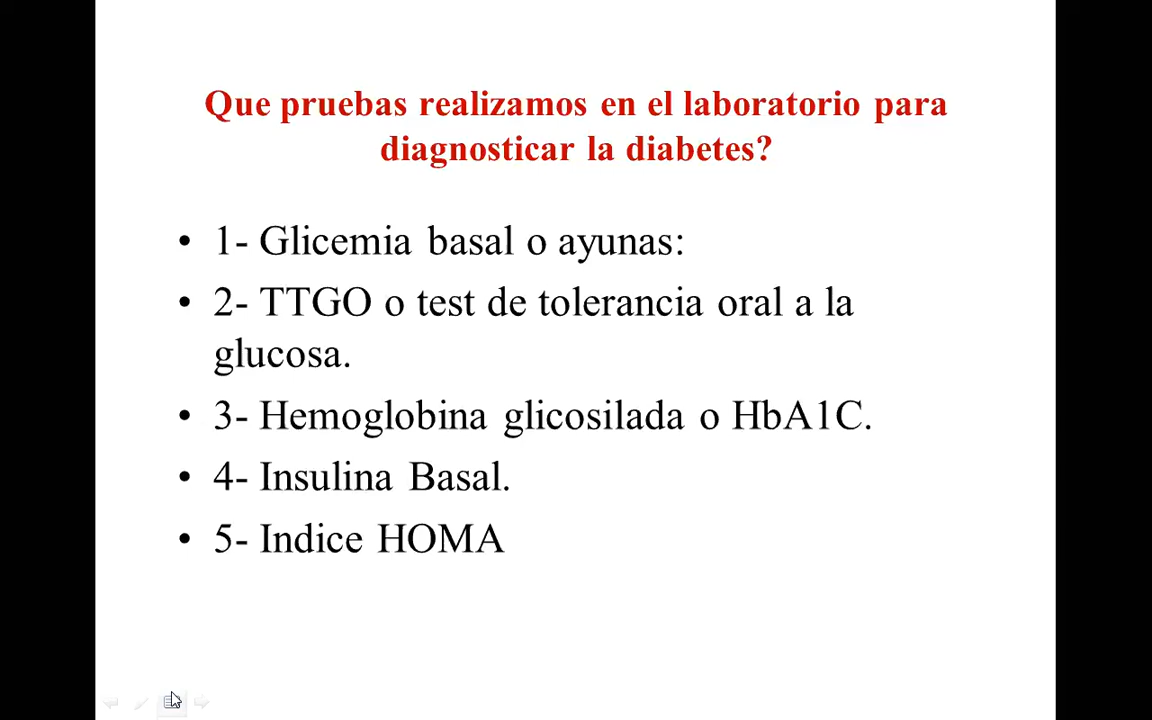 Que pruebas realizamos en el laboratorio para
diagnosticar la diabetes?
• 1- Glicemia basal o ayunas:
• 2- TTGO o test de tolerancia oral a la
glucosa.
• 3- Hemoglobina glicosilada o HbA1C.
• 4- Insulina Basal.
• 5- Indice HOMA